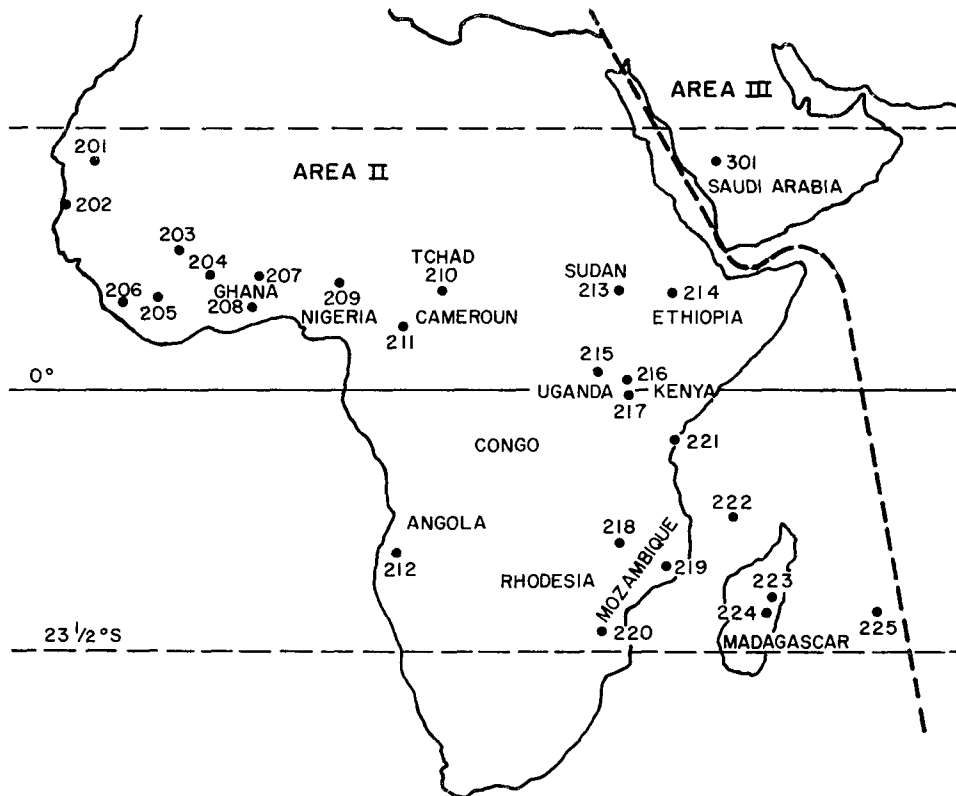 AREA III
201
AREA II
301
SAUDI ARABIA
202
203
TCHAD
204
207
210
SUDAN
213
214
206
205
GHANA
208
209
NIGERIA
CAMEROUN
ETHIOPIA
211
215
216
0°
UGANDA
KENYA
217
221
CONGO
222
ANGOLA
218
212
219
RHODESIA
MOZAMBIQUE
223
224
225
23 1/2°S
220
MADAGASCAR